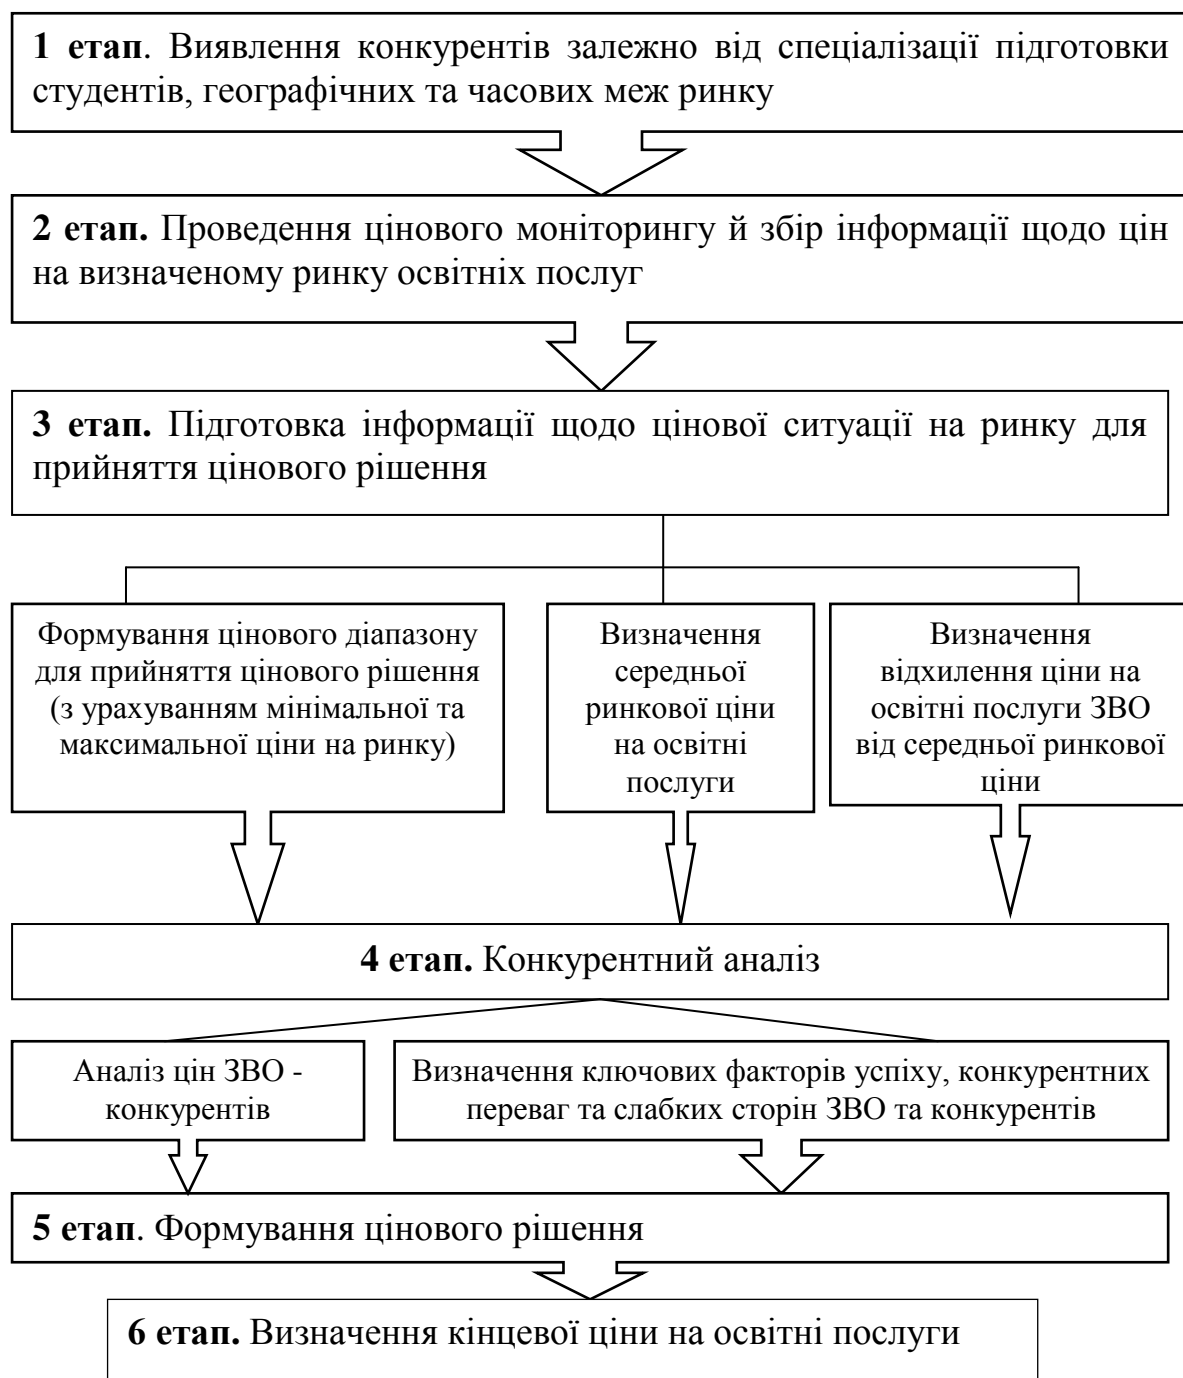 1 етап. Виявлення конкурентів залежно від спеціалізації підготовки
студентів, географічних та часових меж ринку
2 етап. Проведення цінового моніторингу й збір інформації щодо цін
на визначеному ринку освітніх послуг
3 етап. Підготовка інформації щодо цінової ситуації на ринку для
прийняття цінового рішення
Формування цінового діапазону
для прийняття цінового рішення
(з урахуванням мінімальної та
максимальної ціни на ринку)
Визначення
середньої
ринкової ціни
на освітні
послуги
Визначення
відхилення ціни на
освітні послуги ЗВО
від середньої ринкової
ціни
4 етап. Конкурентний аналіз
Аналіз цін ЗВО -
конкурентів
Визначення ключових факторів успіху, конкурентних
переваг та слабких сторін ЗВО та конкурентів
5 етап. Формування цінового рішення
6 етап. Визначення кінцевої ціни на освітні послуги